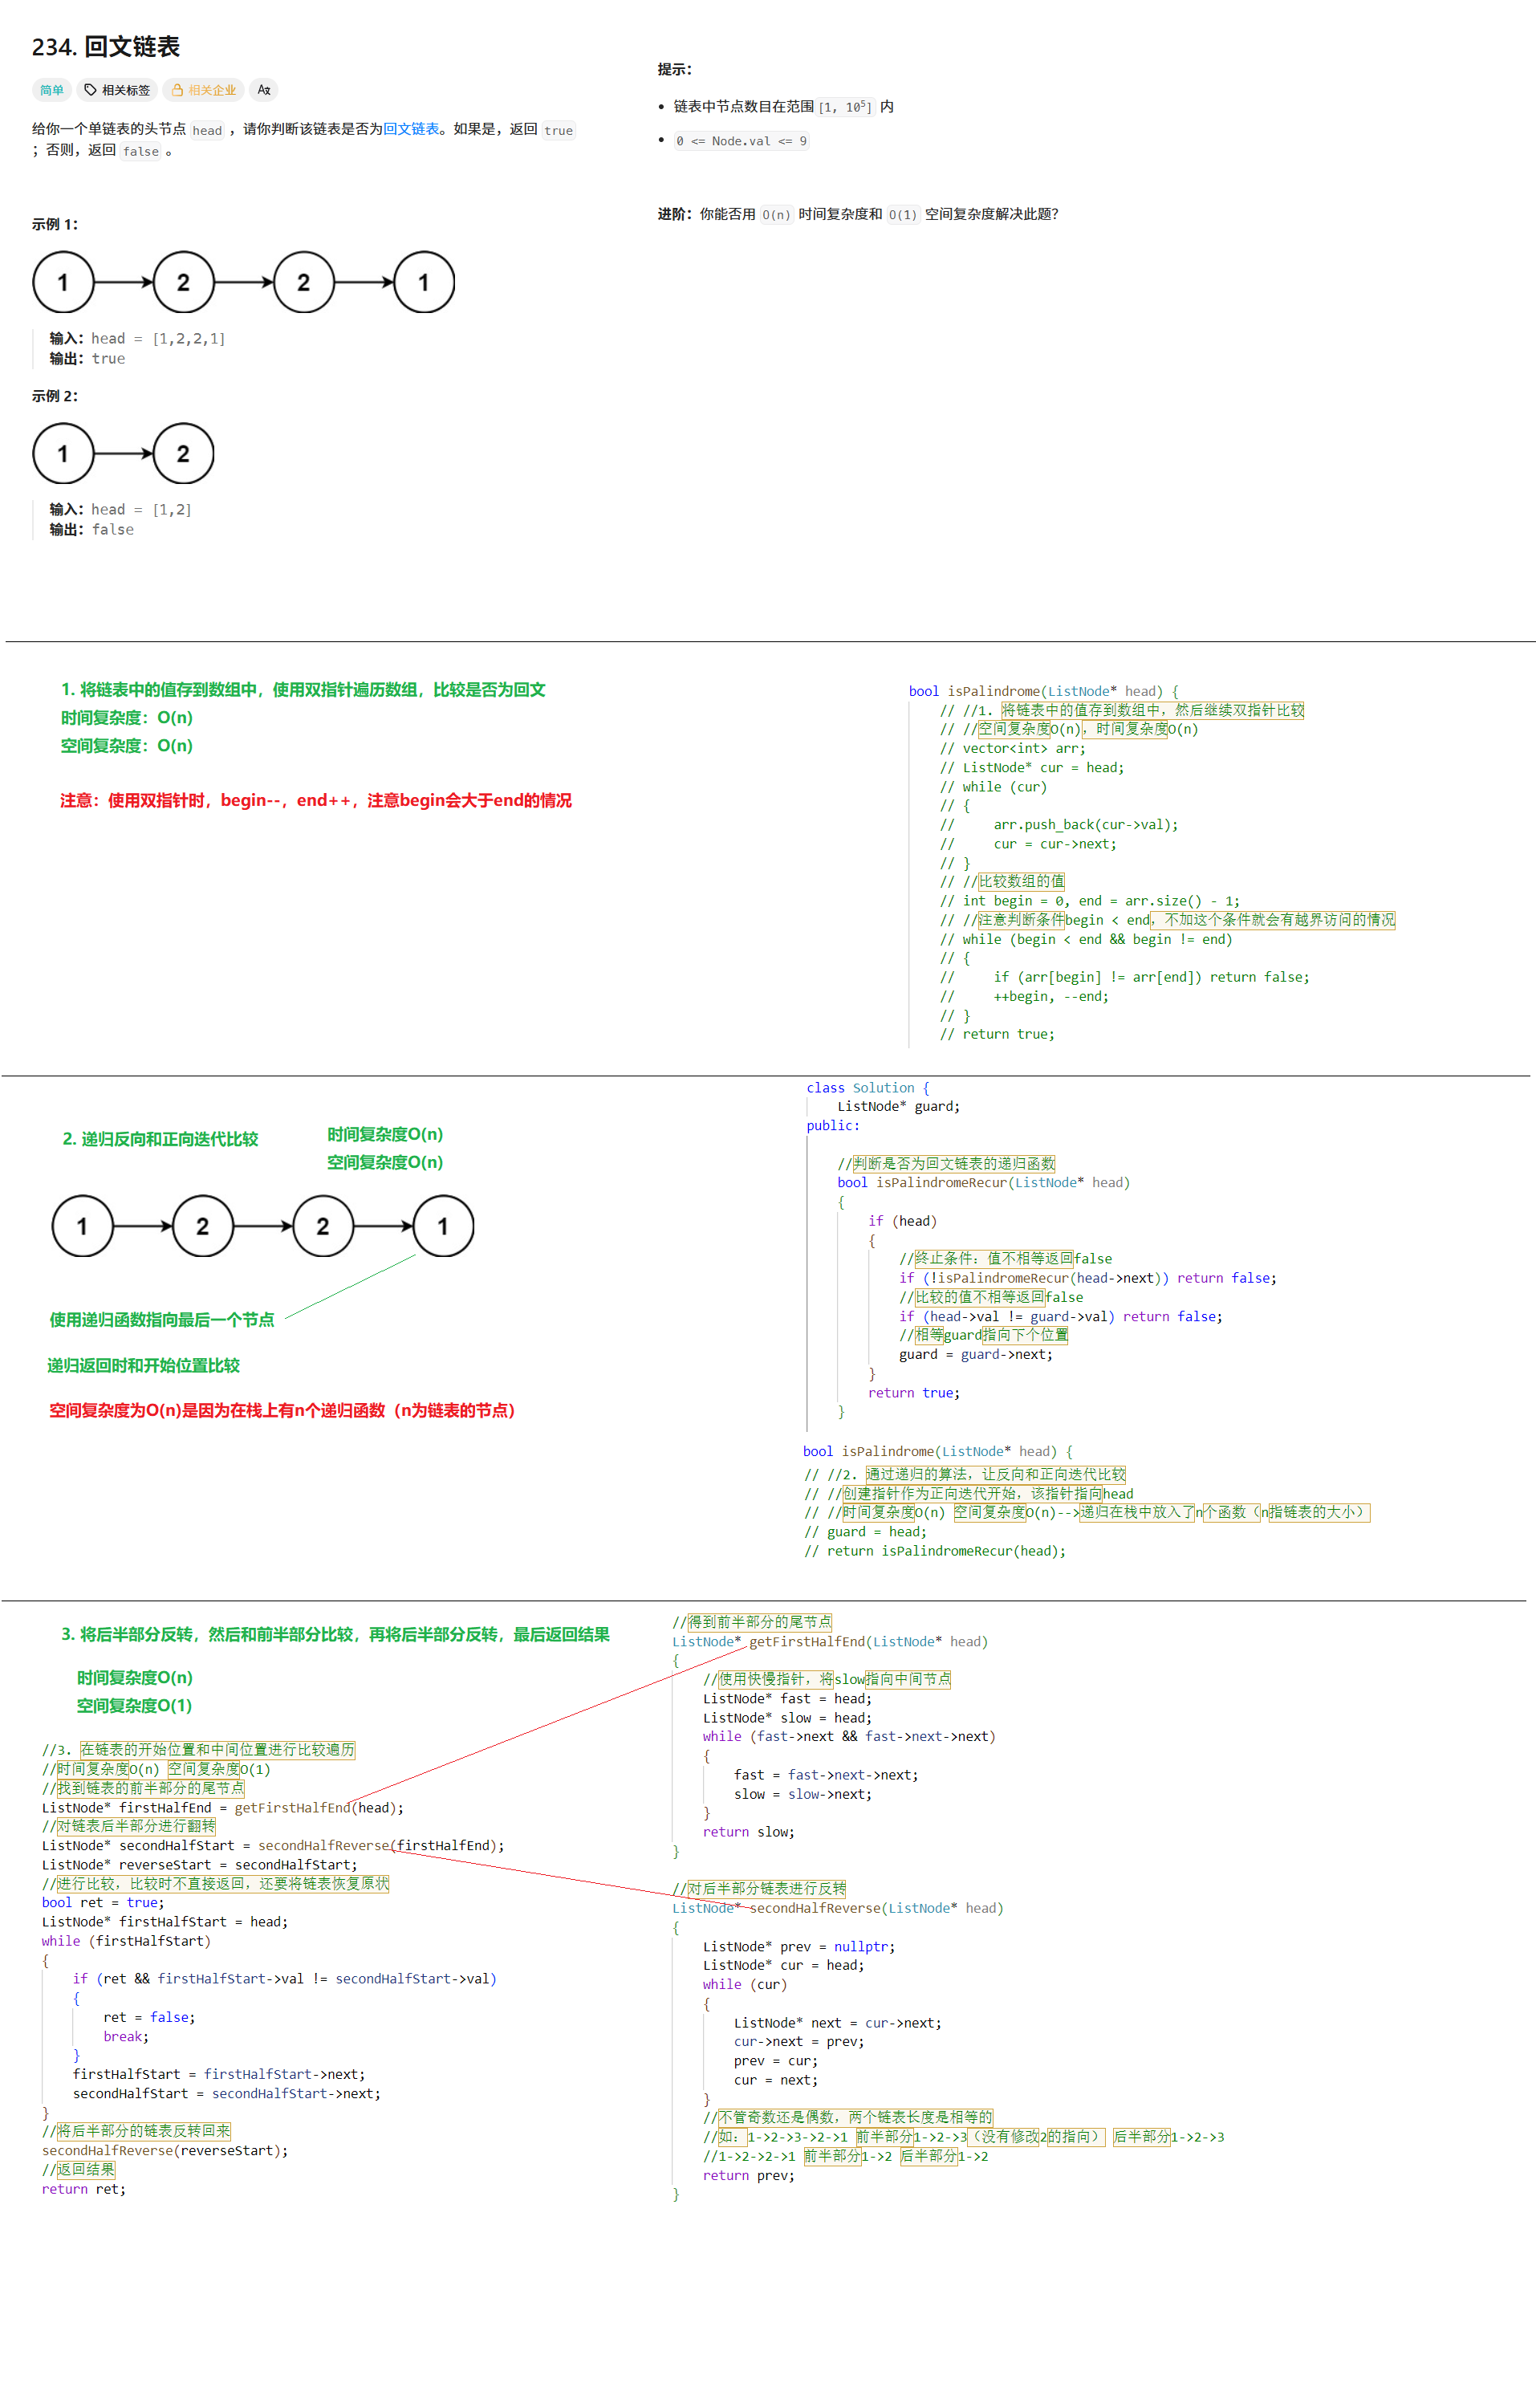 234. 回文链表
简单 相关标签 相关企业 A文
给你一个单链表的头节点 head ，请你判断该链表是否为回文链表。如果是，返回 true
；否则，返回 false 。
示例 1：
1 2 2 1
输入：head = [1,2,2,1]
输出：true
示例 2：
1 2
输入：head = [1,2]
输出：false
提示：
• 链表中节点数目在范围 [1, 10⁵] 内
• 0 <= Node.val <= 9
进阶：你能否用 O(n) 时间复杂度和 O(1) 空间复杂度解决此题？
1. 将链表中的值存到数组中，使用双指针遍历数组，比较是否为回文
时间复杂度：O(n)
空间复杂度：O(n)
注意：使用双指针时，begin--，end++，注意begin会大于end的情况
bool isPalindrome(ListNode* head) {
// //1. 将链表中的值存到数组中，然后继续双指针比较
// //空间复杂度O(n)，时间复杂度O(n)
// vector<int> arr;
// ListNode* cur = head;
// while (cur)
// {
//     arr.push_back(cur->val);
//     cur = cur->next;
// }
// //比较数组的值
// int begin = 0, end = arr.size() - 1;
// //注意判断条件begin < end，不加这个条件就会有越界访问的情况
// while (begin < end && begin != end)
// {
//     if (arr[begin] != arr[end]) return false;
//     ++begin, --end;
// }
// return true;
2. 递归反向和正向迭代比较
时间复杂度O(n)
空间复杂度O(n)
1 2 2 1
使用递归函数指向最后一个节点
递归返回时和开始位置比较
空间复杂度为O(n)是因为在栈上有n个递归函数（n为链表的节点）
class Solution {
ListNode* guard;
public:
//判断是否为回文链表的递归函数
bool isPalindromeRecur(ListNode* head)
{
if (head)
{
//终止条件：值不相等返回false
if (!isPalindromeRecur(head->next)) return false;
//比较的值不相等返回false
if (head->val != guard->val) return false;
//相等guard指向下个位置
guard = guard->next;
}
return true;
}
bool isPalindrome(ListNode* head) {
// //2. 通过递归的算法，让反向和正向迭代比较
// //创建指针作为正向迭代开始，该指针指向head
// //时间复杂度O(n) 空间复杂度O(n)-->递归在栈中放入了n个函数（n指链表的大小）
// guard = head;
// return isPalindromeRecur(head);
3. 将后半部分反转，然后和前半部分比较，再将后半部分反转，最后返回结果
时间复杂度O(n)
空间复杂度O(1)
//3. 在链表的开始位置和中间位置进行比较遍历
//时间复杂度O(n) 空间复杂度O(1)
//找到链表的前半部分的尾节点
ListNode* firstHalfEnd = getFirstHalfEnd(head);
//对链表后半部分进行翻转
ListNode* secondHalfStart = secondHalfReverse(firstHalfEnd);
ListNode* reverseStart = secondHalfStart;
//进行比较，比较时不直接返回，还要将链表恢复原状
bool ret = true;
ListNode* firstHalfStart = head;
while (firstHalfStart)
{
if (ret && firstHalfStart->val != secondHalfStart->val)
{
ret = false;
break;
}
firstHalfStart = firstHalfStart->next;
secondHalfStart = secondHalfStart->next;
}
//将后半部分的链表反转回来
secondHalfReverse(reverseStart);
//返回结果
return ret;
//得到前半部分的尾节点
ListNode* getFirstHalfEnd(ListNode* head)
{
//使用快慢指针，将slow指向中间节点
ListNode* fast = head;
ListNode* slow = head;
while (fast->next && fast->next->next)
{
fast = fast->next->next;
slow = slow->next;
}
return slow;
}
//对后半部分链表进行反转
ListNode* secondHalfReverse(ListNode* head)
{
ListNode* prev = nullptr;
ListNode* cur = head;
while (cur)
{
ListNode* next = cur->next;
cur->next = prev;
prev = cur;
cur = next;
}
//不管奇数还是偶数，两个链表长度是相等的
//如：1->2->3->2->1 前半部分1->2->3（没有修改2的指向） 后半部分1->2->3
//1->2->2->1 前半部分1->2 后半部分1->2
return prev;
}